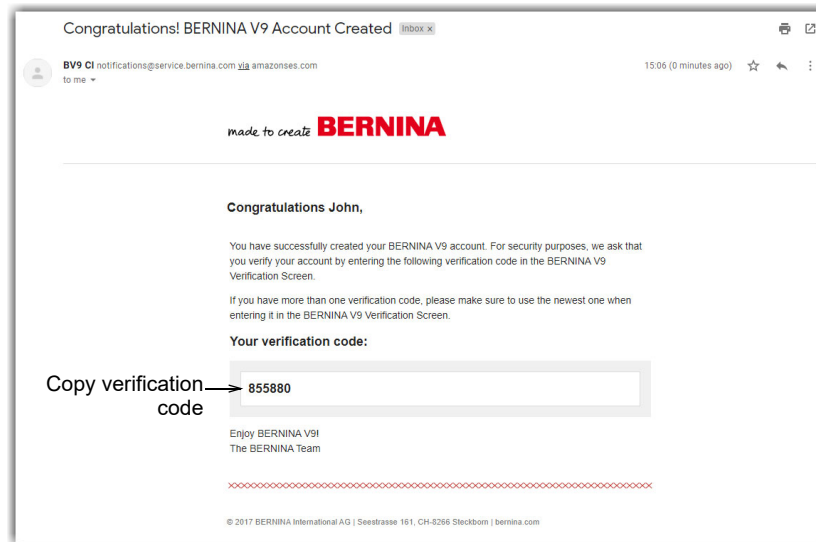 Congratulations! BERNINA V9 Account Created Inbox x
BV9 CI notifications@service.bernina.com via amazonses.com 15:06 (0 minutes ago)
to me
made to create BERNINA
Congratulations John,
You have successfully created your BERNINA V9 account. For security purposes, we ask that
you verify your account by entering the following verification code in the BERNINA V9
Verification Screen.
If you have more than one verification code, please make sure to use the newest one when
entering it in the BERNINA V9 Verification Screen.
Your verification code:
Copy verification
code
855880
Enjoy BERNINA V9!
The BERNINA Team
© 2017 BERNINA International AG | Seestrasse 161, CH-8266 Steckborn | bernina.com